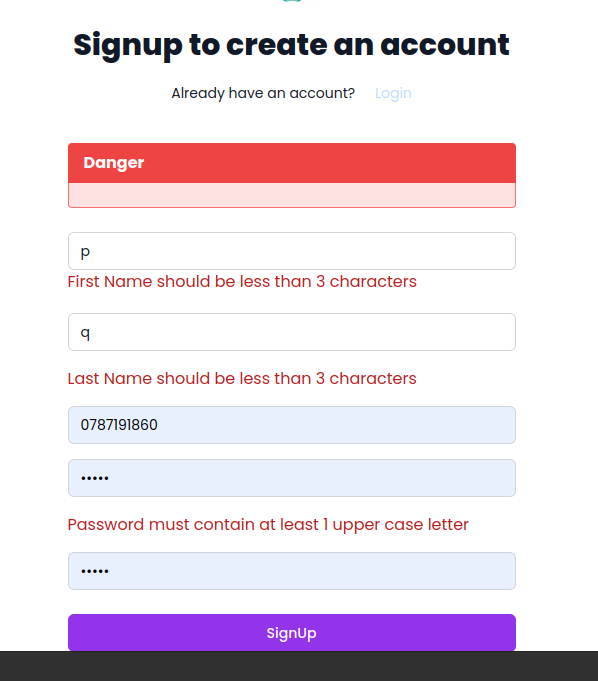 Signup to create an account
Already have an account? Login
Danger
p
First Name should be less than 3 characters
q
Last Name should be less than 3 characters
0787191860
•••••
Password must contain at least 1 upper case letter
•••••
SignUp